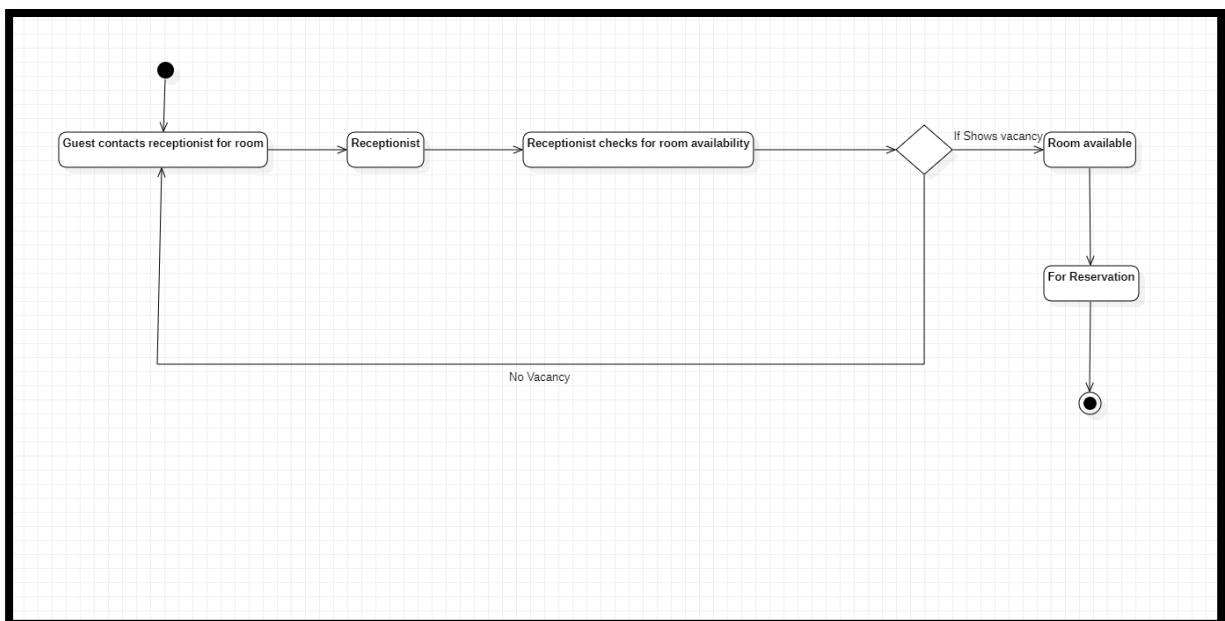 Guest contacts receptionist for room
Receptionist
Receptionist checks for room availability
If Shows vacancy
Room available
For Reservation
No Vacancy